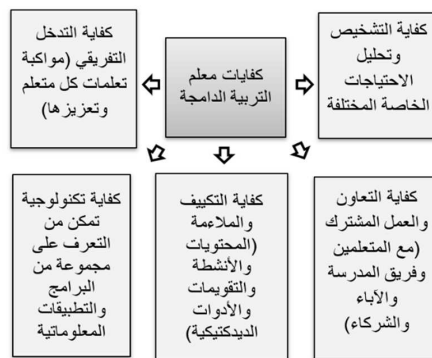 كفاية التشخيص
وتحليل
الاحتياجات
الخاصة المختلفة
كفايات معلم
التربية الدامجة
كفاية التدخل
التفريقي (مواكبة
تعلمات كل متعلم
وتعزيزها)
كفاية التعاون
والعمل المشترك
(مع المتعلمين
وفريق المدرسة
والآباء
والشركاء)
كفاية التكييف
والملاءمة
(المحتويات
والأنشطة
والتقويمات
والأدوات
الديدكتيكية)
كفاية تكنولوجية
تمكن من
التعرف على
مجموعة من
البرامج
والتطبيقات
المعلوماتية